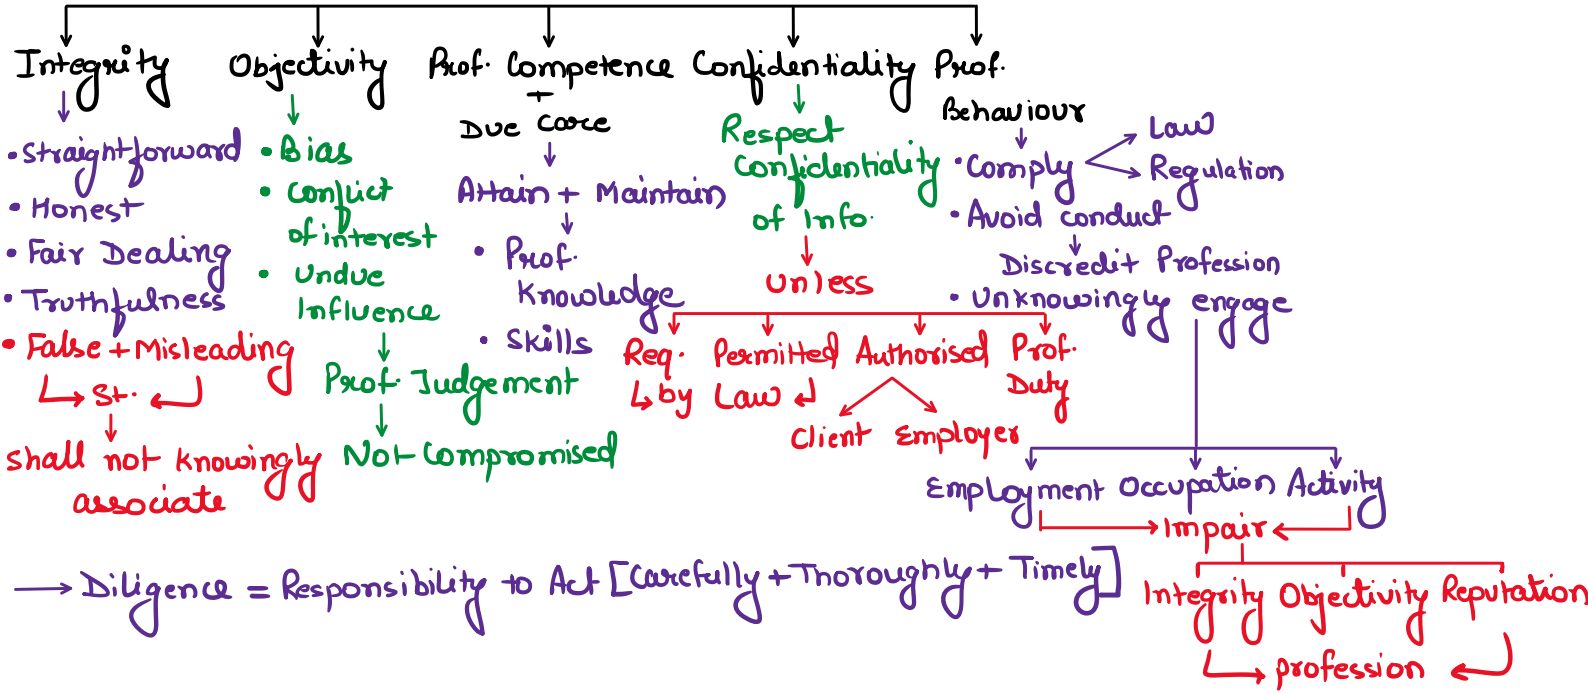 Integrity
• Straightforward
• Honest
• Fair Dealing
• Truthfulness
• False + Misleading
St.
Shall not knowingly
associate
Objectivity
• Bias
• Conflict
of interest
• Undue
Influence
Prof. Judgement
Not Compromised
Prof. Competence
+
Due Care
Attain + Maintain
• Prof.
Knowledge
• Skills
Confidentiality
Respect
Confidentiality
of Info.
Unless
Req. Permitted Authorised Prof.
by Law Duty
Client Employer
Prof.
Behaviour
• Comply
Law
Regulation
• Avoid conduct
Discredit Profession
• Unknowingly engage
Employment Occupation Activity
Impair
Integrity Objectivity Reputation
profession
→ Diligence = Responsibility to Act [Carefully + Thoroughly + Timely]